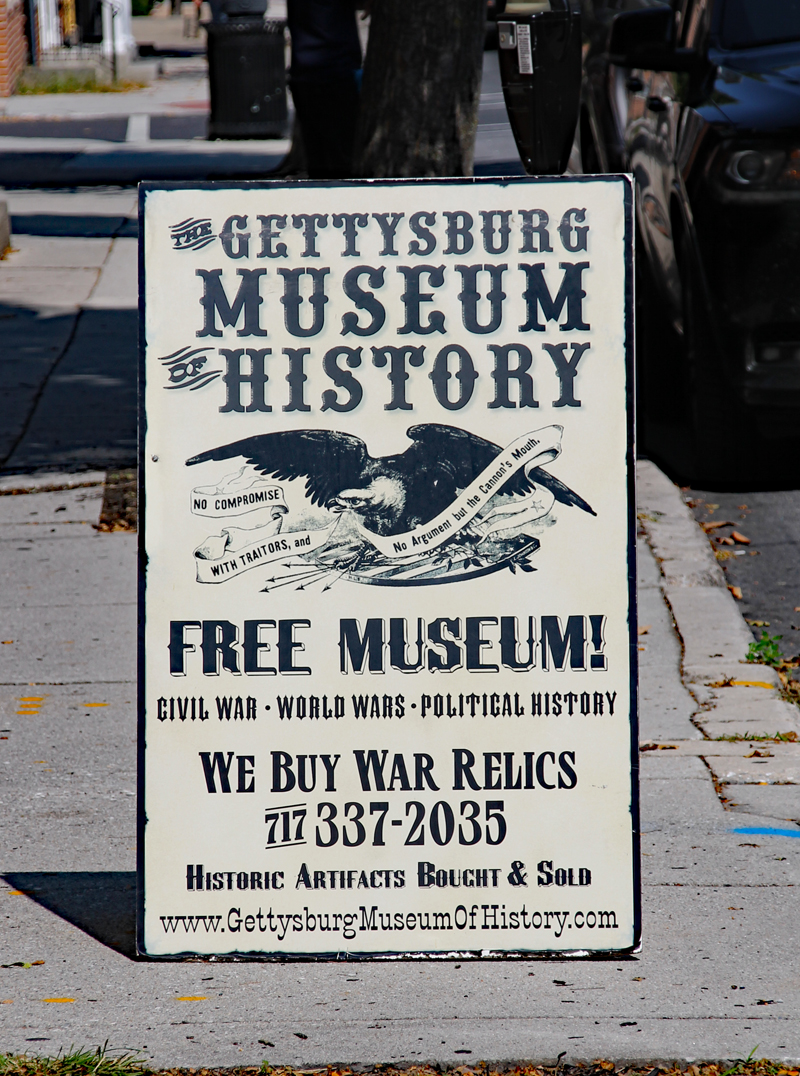 THE GETTYSBURG
MUSEUM
OF HISTORY
NO COMPROMISE
WITH TRAITORS, and
No Argument but the Cannon's Mouth.
FREE MUSEUM!
CIVIL WAR · WORLD WARS · POLITICAL HISTORY
WE BUY WAR RELICS
717 337-2035
HISTORIC ARTIFACTS BOUGHT & SOLD
www.GettysburgMuseumOfHistory.com